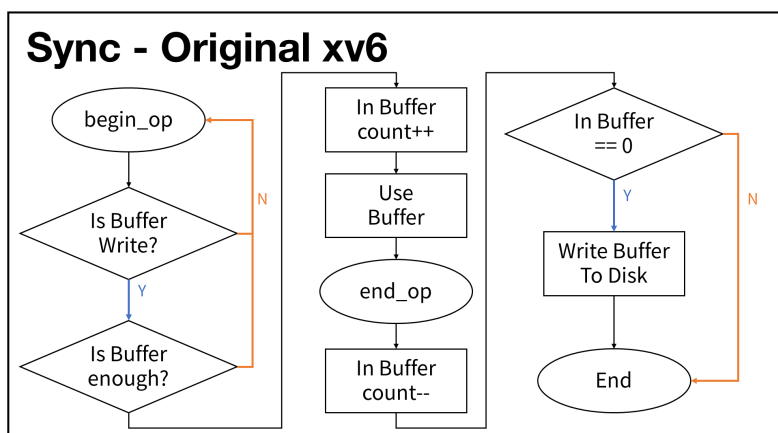 Sync - Original xv6
begin_op
Is Buffer
Write?
N
Y
Is Buffer
enough?
In Buffer
count++
Use
Buffer
end_op
In Buffer
count--
In Buffer
== 0
Y
N
Write Buffer
To Disk
End